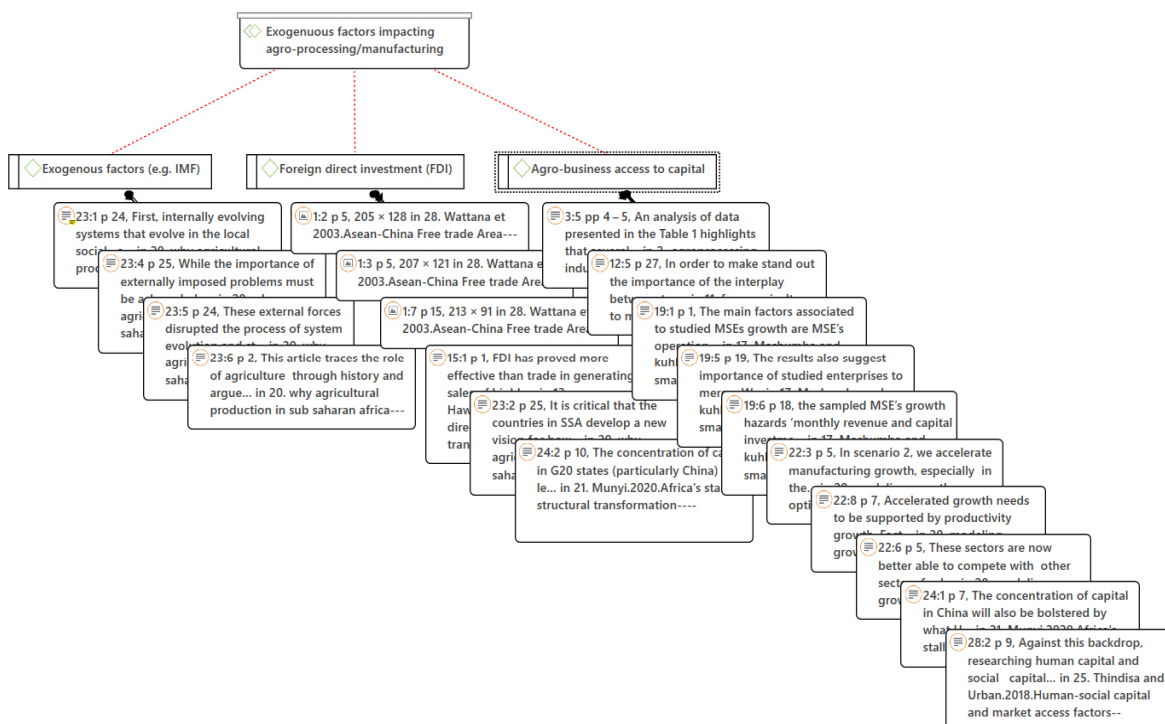 Exogenuous factors impacting
agro-processing/manufacturing
Exogenous factors (e.g. IMF)
Foreign direct investment (FDI)
Agro-business access to capital
23:1 p 24, First, internally evolving
systems that evolve in the local
23:4 p 25, While the importance of
externally imposed problems must
23:5 p 24, These external forces
disrupted the process of system
23:6 p 2, This article traces the role
of agriculture through history and
argue... in 20. why agricultural
production in sub saharan africa---
1:2 p 5, 205 × 128 in 28. Wattana et
2003.Asean-China Free trade Area---
1:3 p 5, 207 × 121 in 28. Wattana et
2003.Asean-China Free trade Area
1:7 p 15, 213 × 91 in 28. Wattana et
2003.Asean-China Free trade Area
15:1 p 1, FDI has proved more
effective than trade in generating
23:2 p 25, It is critical that the
countries in SSA develop a new
24:2 p 10, The concentration of
in G20 states (particularly China)
le... in 21. Munyi.2020.Africa's
structural transformation----
3:5 pp 4 – 5, An analysis of data
presented in the Table 1 highlights
12:5 p 27, In order to make stand out
the importance of the interplay
19:1 p 1, The main factors associated
to studied MSEs growth are MSE's
19:5 p 19, The results also suggest
importance of studied enterprises to
19:6 p 18, the sampled MSE's growth
hazards 'monthly revenue and capital
22:3 p 5, In scenario 2, we accelerate
manufacturing growth, especially in
22:8 p 7, Accelerated growth needs
to be supported by productivity
22:6 p 5, These sectors are now
better able to compete with other
24:1 p 7, The concentration of capital
in China will also be bolstered by
28:2 p 9, Against this backdrop,
researching human capital and
social capital... in 25. Thindisa and
Urban.2018.Human-social capital
and market access factors--